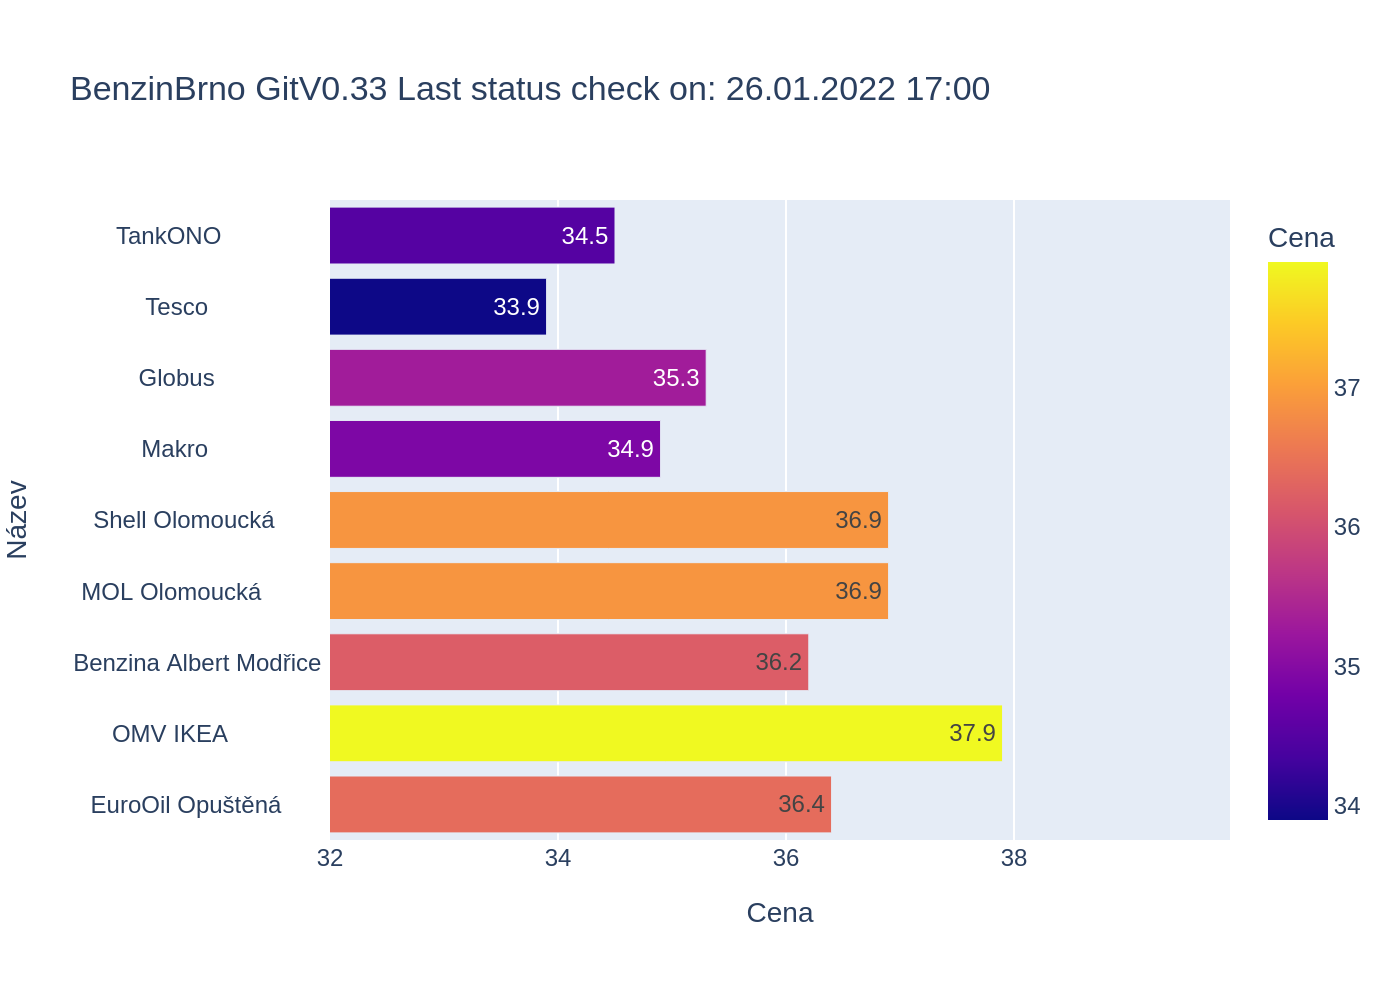 BenzinBrno GitV0.33 Last status check on: 26.01.2022 17:00
Cena
TankONO
34.5
Tesco
33.9
Globus
35.3
37
Makro
34.9
Název
Shell Olomoucká
36.9
36
MOL Olomoucká
36.9
Benzina Albert Modřice
36.2
35
OMV IKEA
37.9
EuroOil Opuštěná
36.4
34
32
34
36
38
Cena